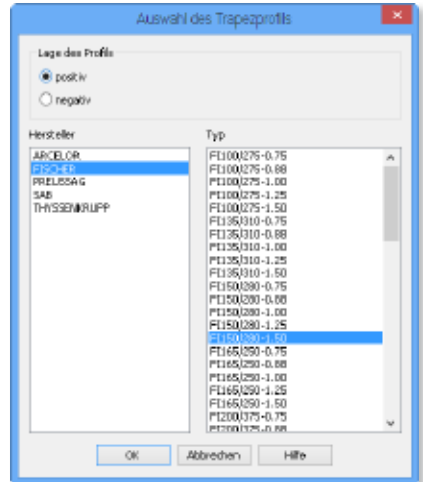 Auswahl des Trapezprofils
Lage des Profils
positiv
negativ
Hersteller
ARCELOR
FISCHER
PREUSSAG
SAB
THYSSENKRUPP
Typ
FI100/275-0.75
FI100/275-0.88
FI100/275-1.00
FI100/275-1.25
FI100/275-1.50
FI135/310-0.75
FI135/310-0.88
FI135/310-1.00
FI135/310-1.25
FI135/310-1.50
FI150/280-0.75
FI150/280-0.88
FI150/280-1.00
FI150/280-1.25
FI150/280-1.50
FI165/250-0.75
FI165/250-0.88
FI165/250-1.00
FI165/250-1.25
FI165/250-1.50
FI200/375-0.75
FI200/375-0.88
OK
Abbrechen
Hilfe